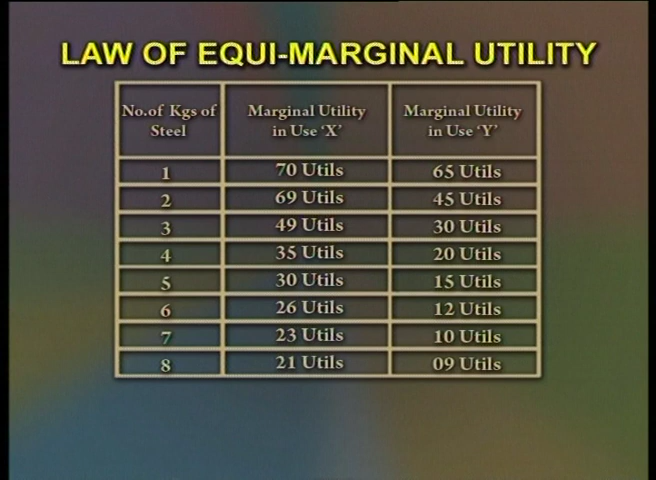 LAW OF EQUI-MARGINAL UTILITY
No.of Kgs of Steel Marginal Utility in Use ‘X’ Marginal Utility in Use ‘Y’
1 70 Utils 65 Utils
2 69 Utils 45 Utils
3 49 Utils 30 Utils
4 35 Utils 20 Utils
5 30 Utils 15 Utils
6 26 Utils 12 Utils
7 23 Utils 10 Utils
8 21 Utils 09 Utils